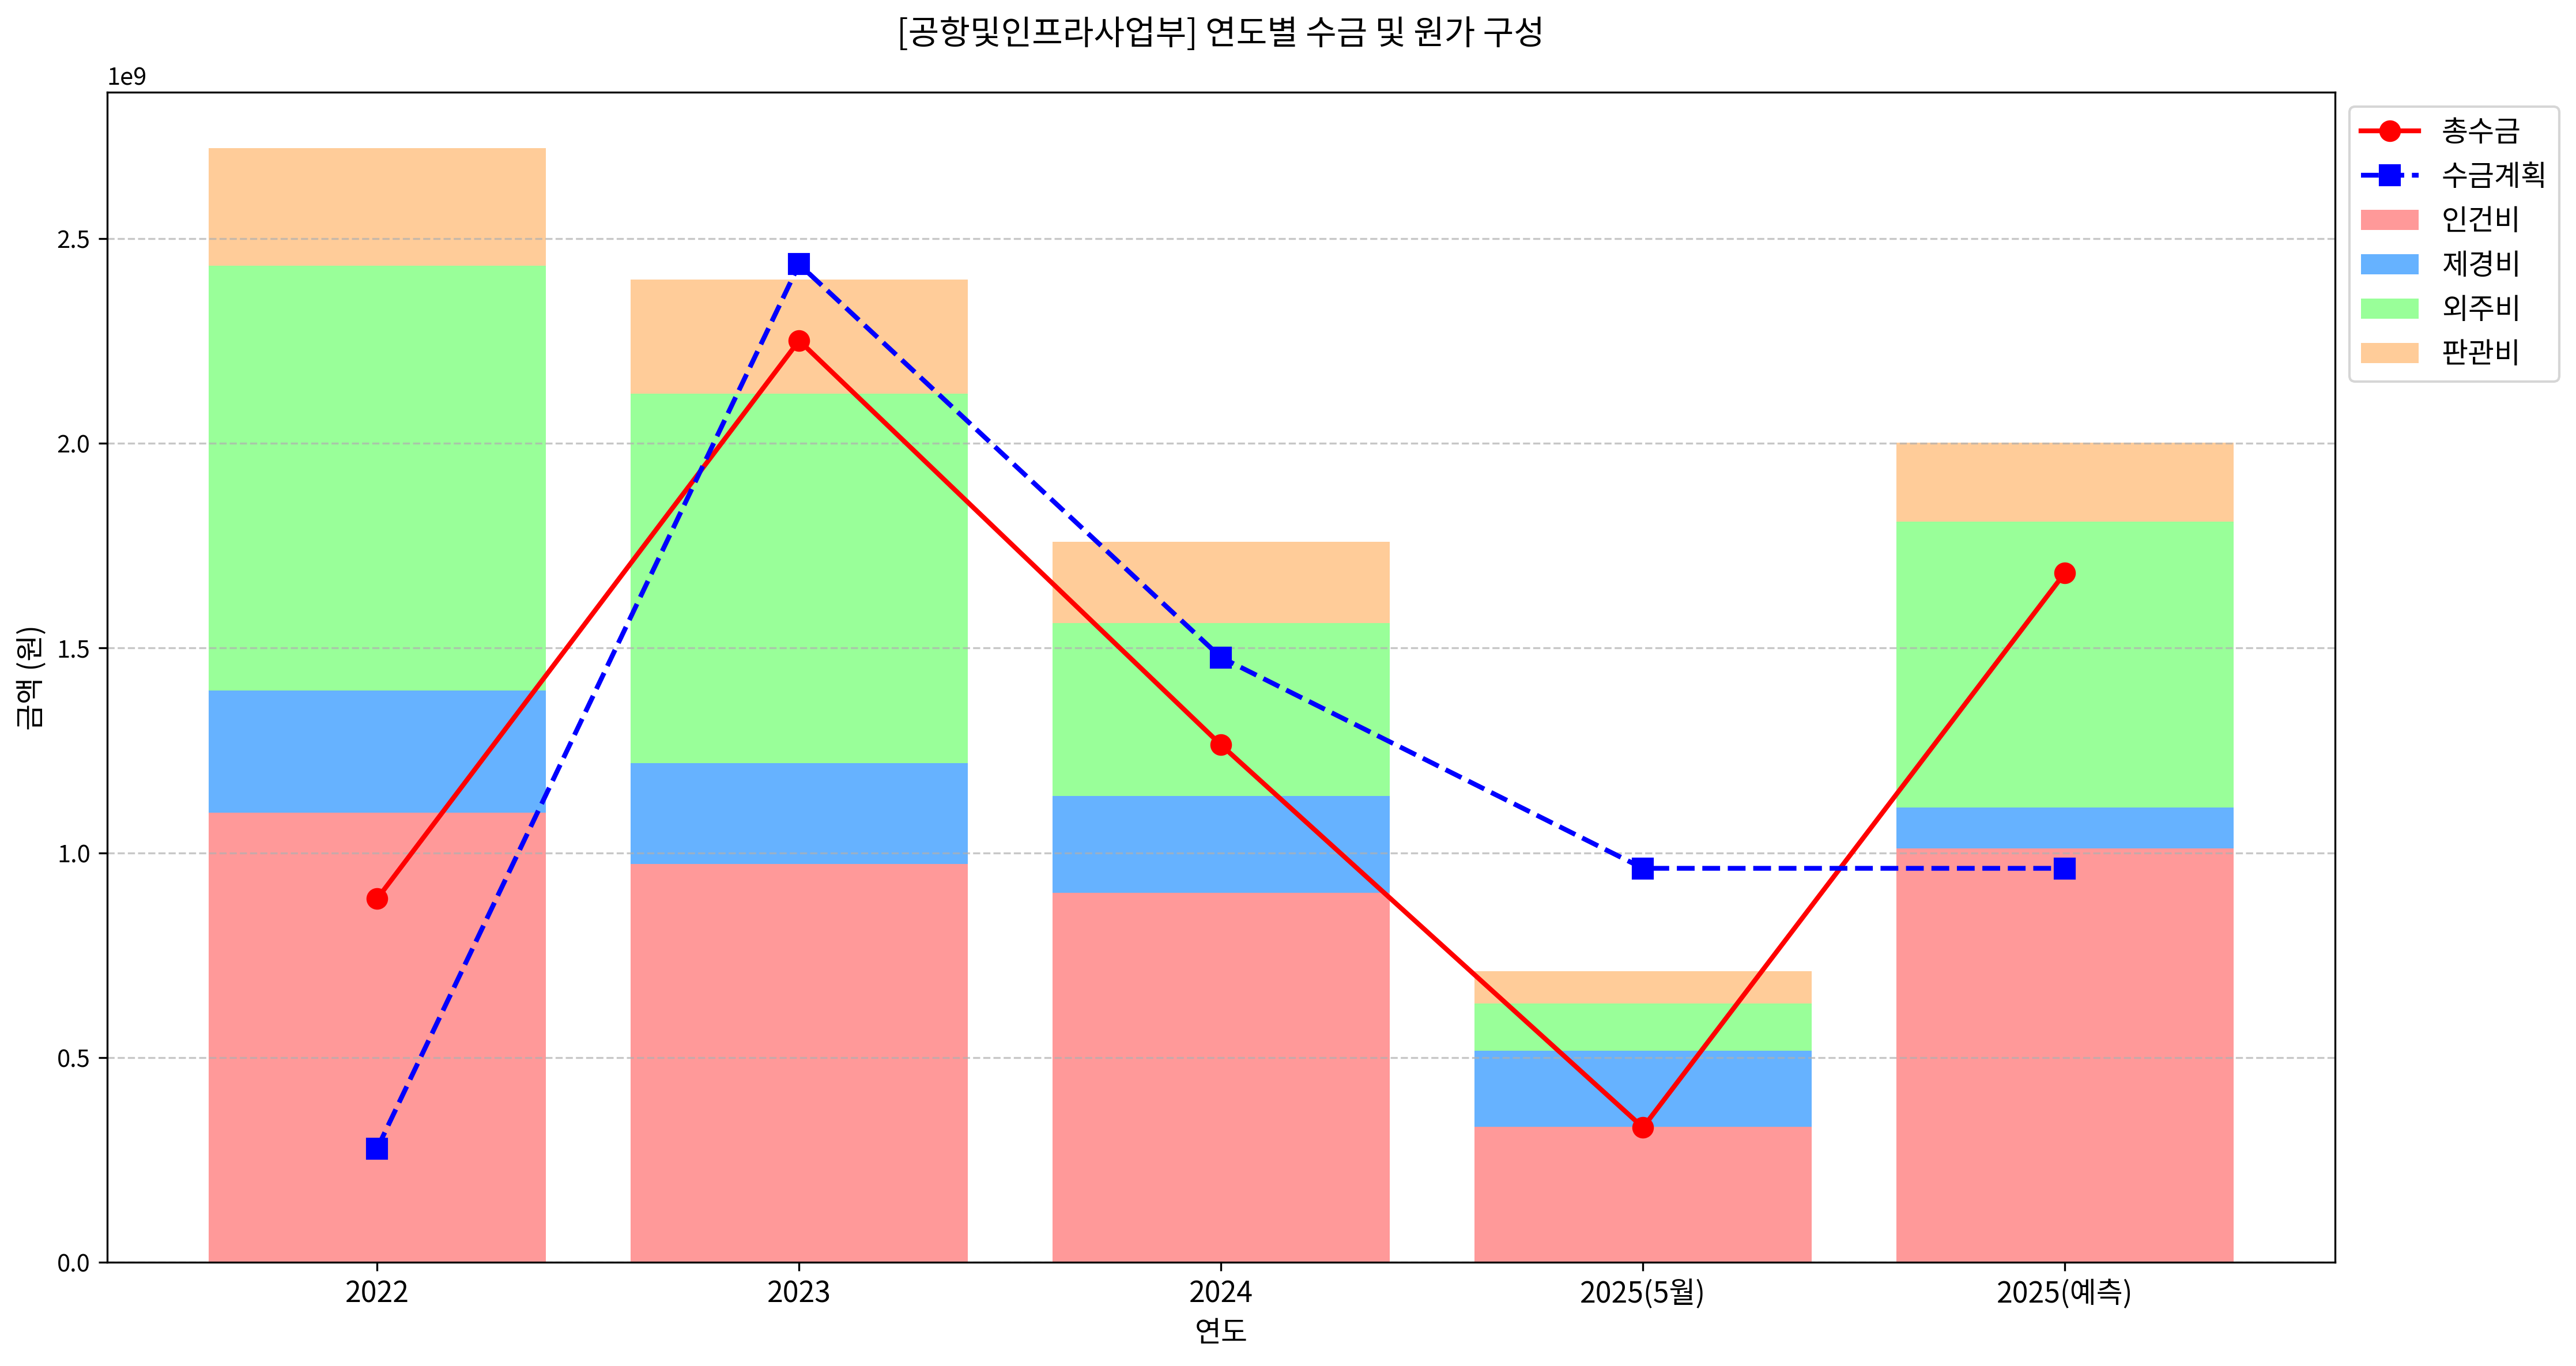 [공항및인프라사업부] 연도별 수금 및 원가 구성
1e9
총수금
수금계획
인건비
제경비
외주비
판관비
금액 (원)
2.5
2.0
1.5
1.0
0.5
0.0
2022
2023
2024
2025(5월)
2025(예측)
연도